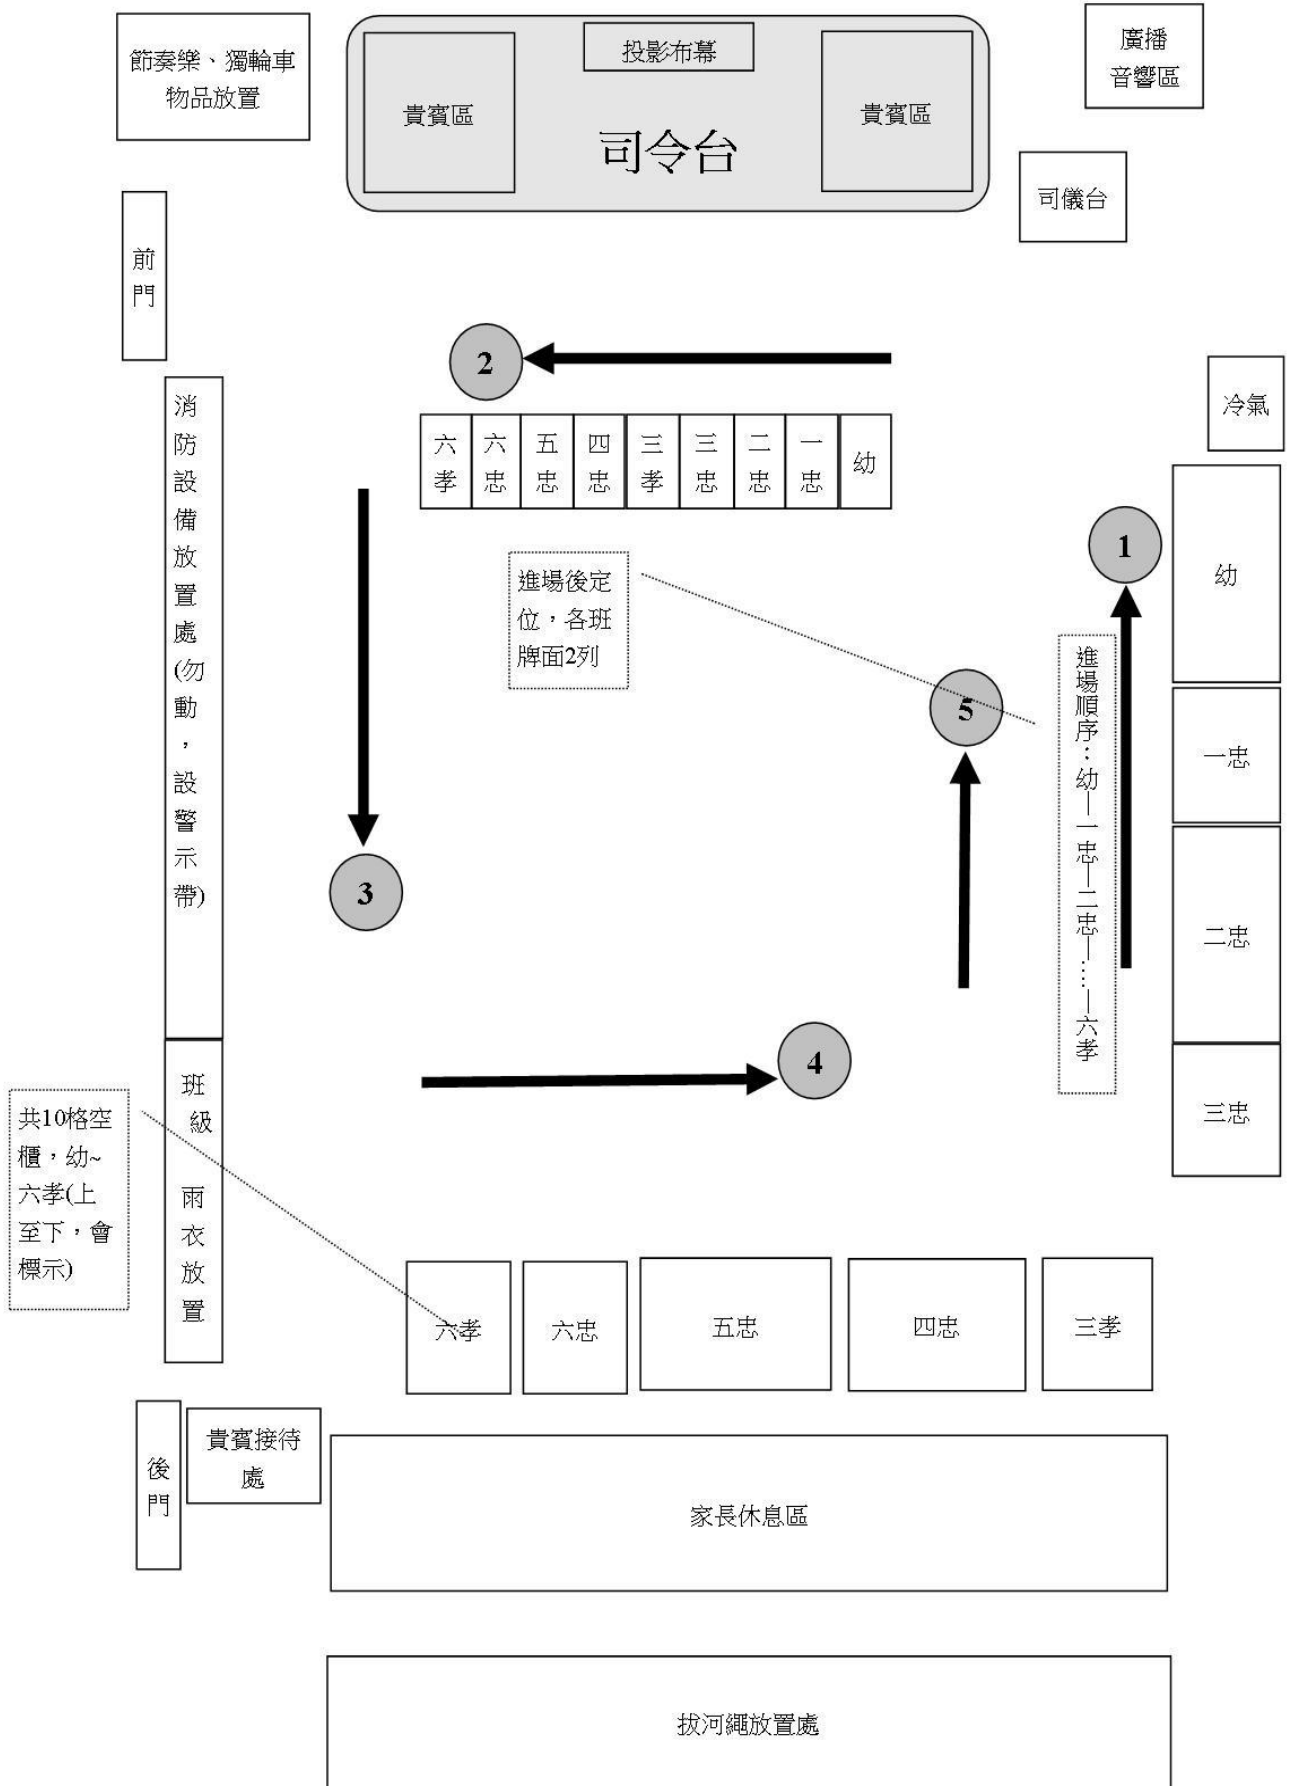 節奏樂、獨輪車
物品放置
投影布幕
貴賓區
貴賓區
司令台
廣播
音響區
司儀台
前門
2
冷氣
六孝
六忠
五忠
四忠
三孝
三忠
二忠
一忠
幼
消防設備放置處(勿動，設警示帶)
1
幼
進場後定
位，各班
牌面2列
5
進場順序：幼—一忠—二忠—…—六孝
一忠
3
二忠
4
三忠
班級 雨衣放置
共10格空
櫃，幼~
六孝(上
至下，會
標示)
六孝
六忠
五忠
四忠
三孝
後門
貴賓接待
處
家長休息區
拔河繩放置處